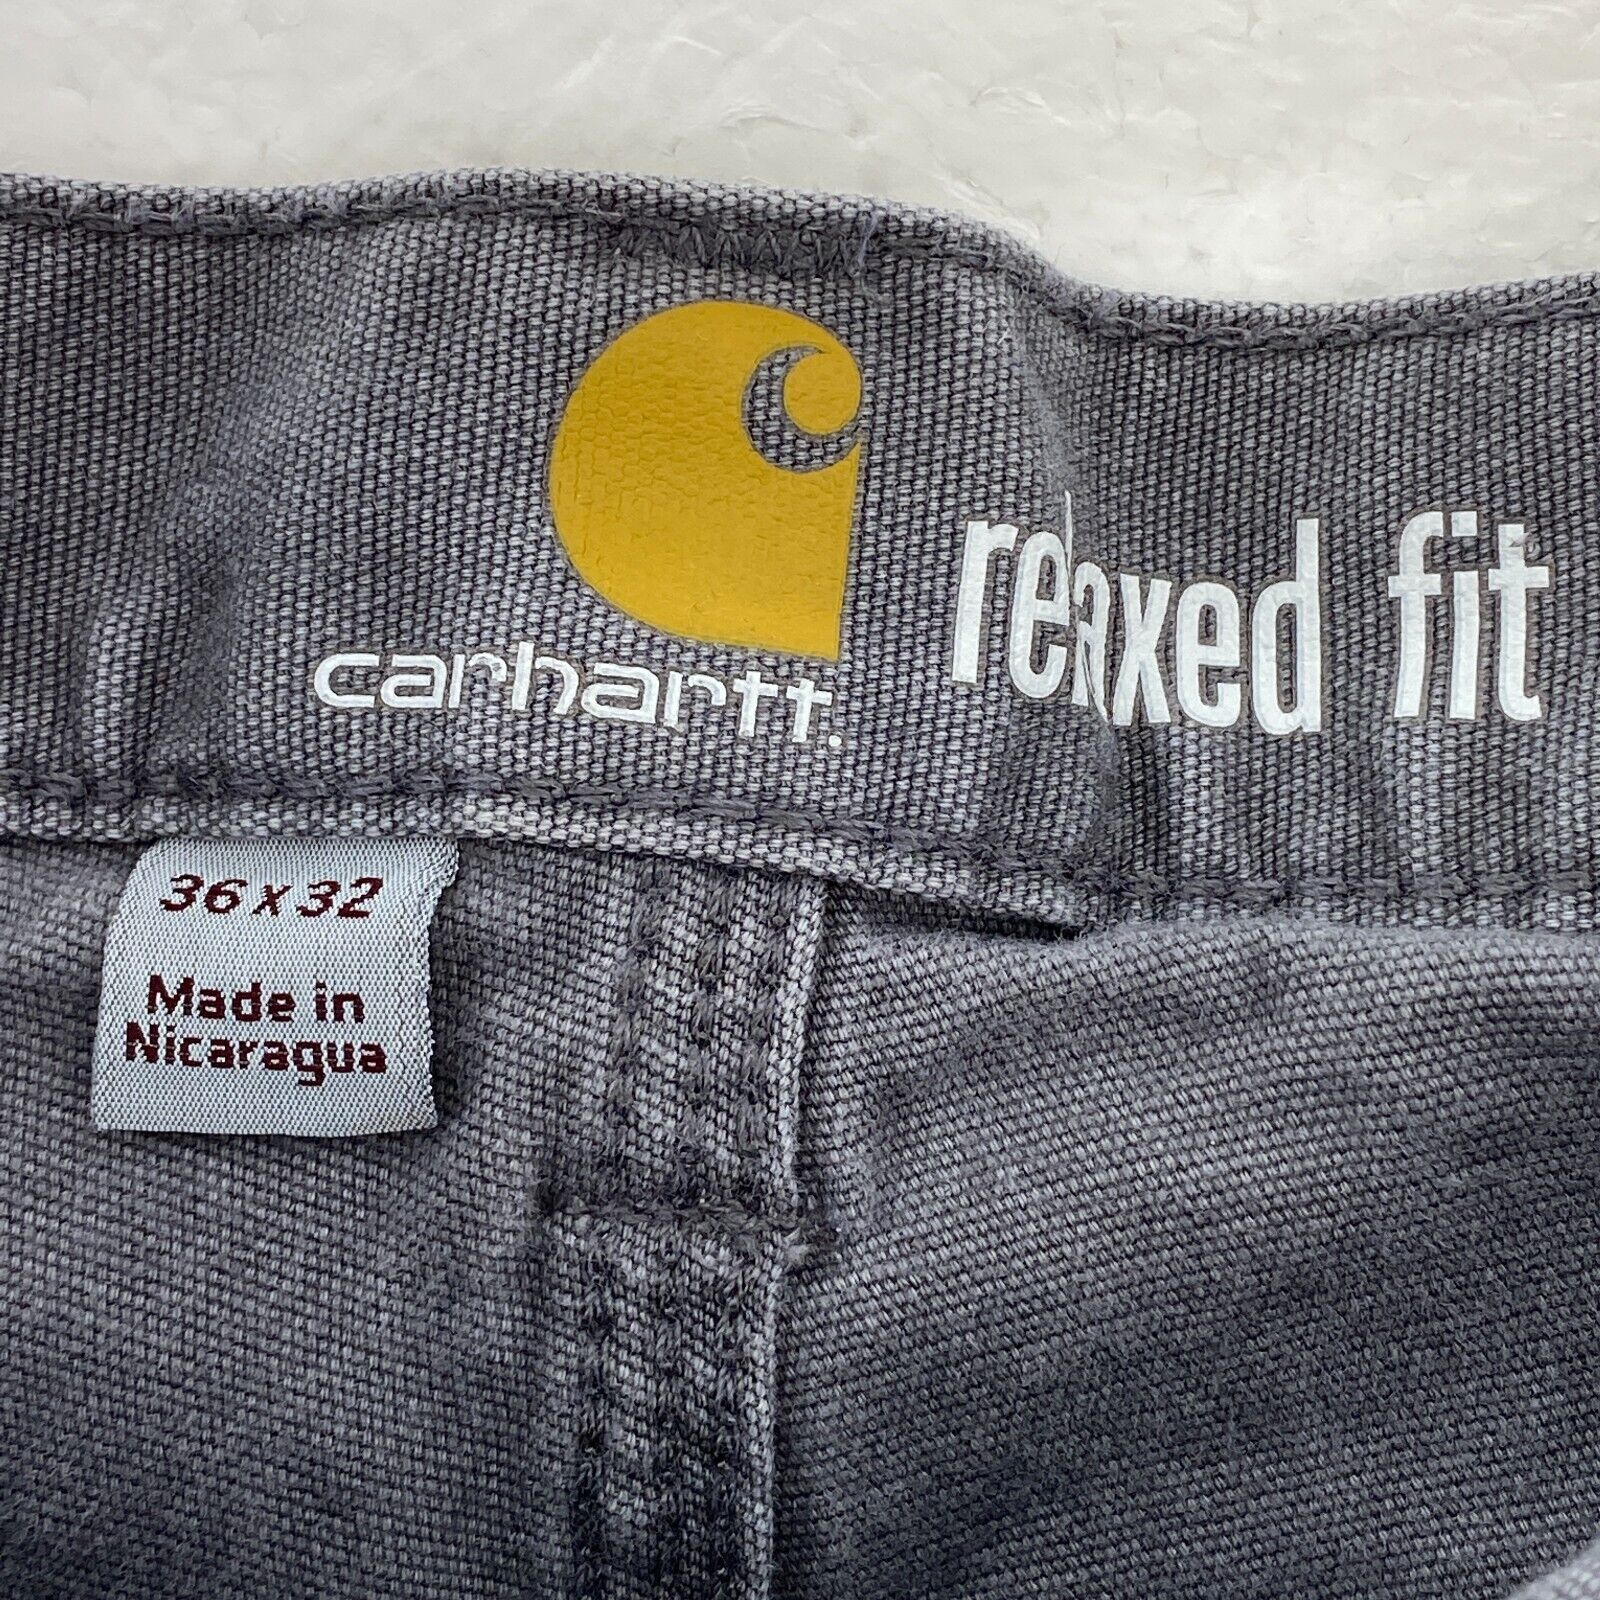 carhartt.
relaxed fit
36 x 32
Made in
Nicaragua